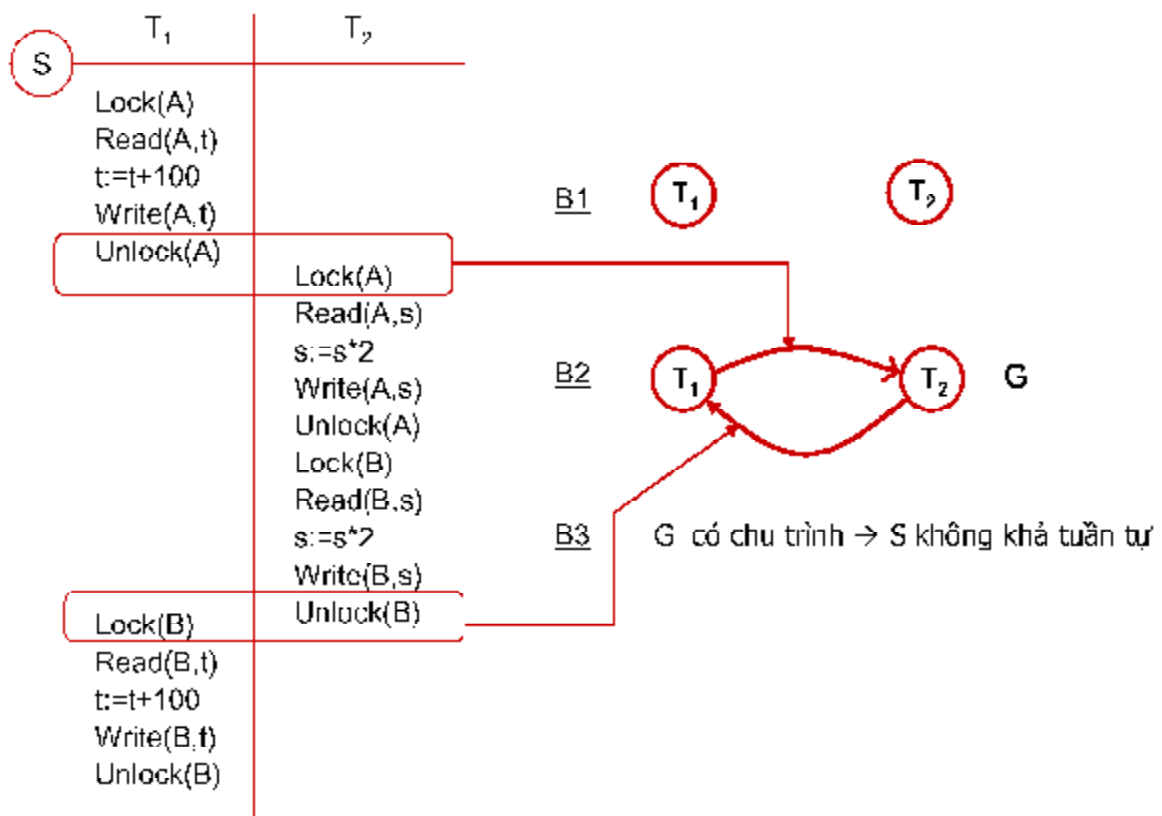 T₁ T₂
S
Lock(A)
Read(A,t)
t:=t+100
Write(A,t)
Unlock(A)
Lock(A)
Read(A,s)
s:=s*2
Write(A,s)
Unlock(A)
Lock(B)
Read(B,s)
s:=s*2
Write(B,s)
Unlock(B)
Lock(B)
Read(B,t)
t:=t+100
Write(B,t)
Unlock(B)
B1 T₁ T₂
B2 T₁ T₂ G
B3 G có chu trình → S không khả tuần tự